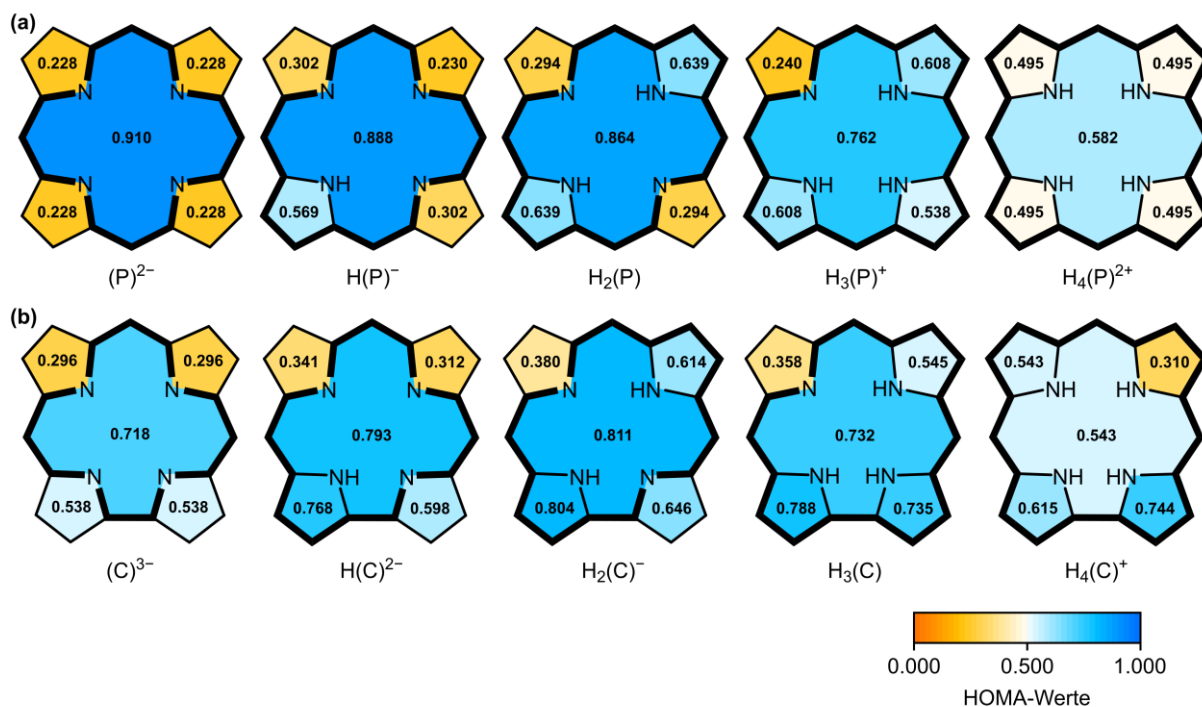 (a)
0.228 0.228 0.302 0.230 0.294 0.639 0.240 0.608 0.495 0.495
N N N N N HN N HN NH HN
0.910 0.888 0.864 0.762 0.582
N N NH N NH N NH HN NH HN
0.228 0.228 0.569 0.302 0.639 0.294 0.608 0.538 0.495 0.495
(P)²⁻ H(P)⁻ H₂(P) H₃(P)⁺ H₄(P)²⁺
(b)
0.296 0.296 0.341 0.312 0.380 0.614 0.358 0.545 0.543 0.310
N N N N N HN N HN NH HN
0.718 0.793 0.811 0.732 0.543
N N NH N NH N NH HN NH HN
0.538 0.538 0.768 0.598 0.804 0.646 0.788 0.735 0.615 0.744
(C)³⁻ H(C)²⁻ H₂(C)⁻ H₃(C) H₄(C)⁺
0.000 0.500 1.000
HOMA-Werte